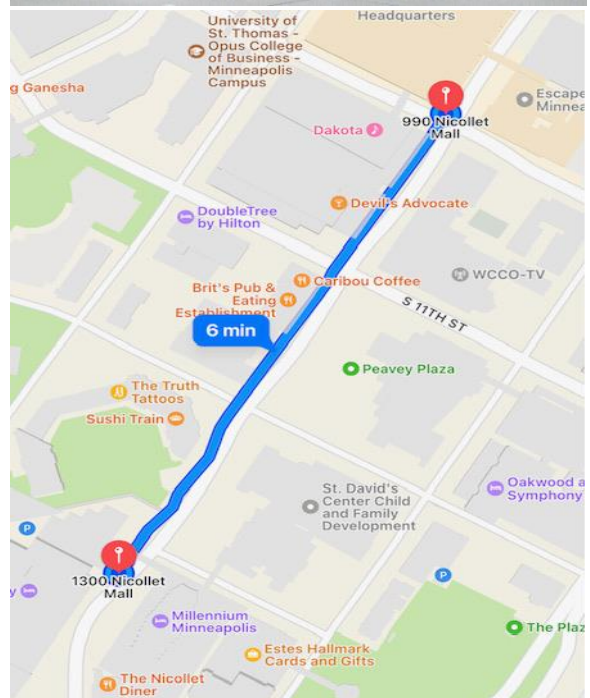 University of
St. Thomas -
Opus College
of Business -
Minneapolis
Campus
Headquarters
g Ganesha
Dakota
990 Nicollet
Mall
Escape
Minnea
DoubleTree
by Hilton
Devil's Advocate
Brit's Pub &
Eating
Establishment
Caribou Coffee
WCCO-TV
S 11TH ST
6 min
Peavey Plaza
The Truth
Tattoos
Sushi Train
St. David's
Center Child
and Family
Development
Oakwood a
Symphony
P
1300 Nicollet
Mall
y
P
Millennium
Minneapolis
The Plaz
Estes Hallmark
Cards and Gifts
The Nicollet
Diner